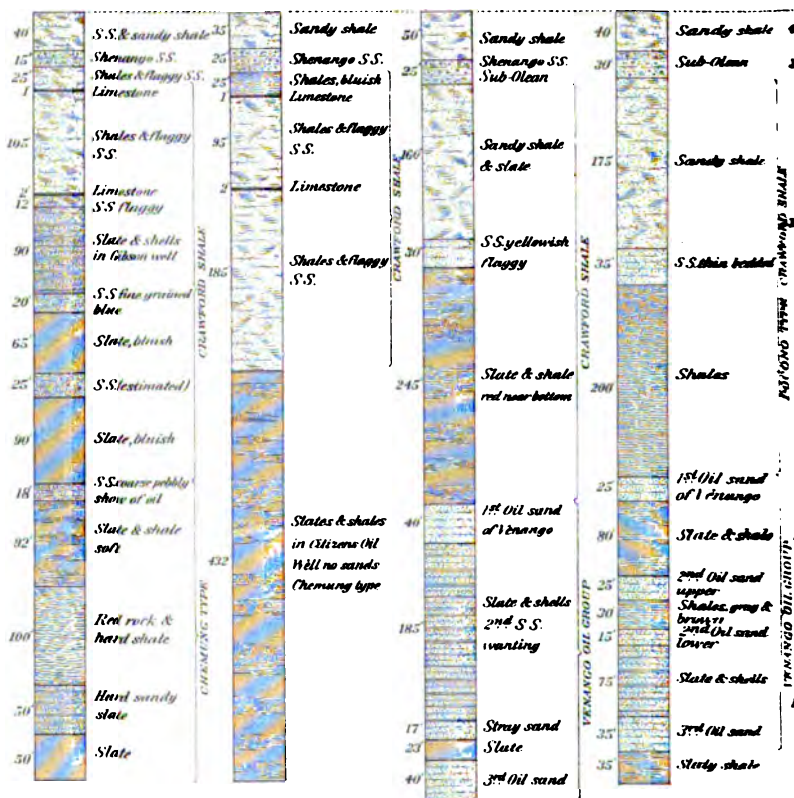 40' S.S. & sandy shale
15' Shenango S.S.
25' Shales & flaggy S.S.
1 Limestone
105' Shales & flaggy
S.S.
2' Limestone
12' S.S flaggy
90' Slate & shells
in Gibson well
20' S.S fine grained
blue
65' Slate, bluish
25' S.S. (estimated)
90' Slate, bluish
18' S.S. coarse pebbly
show of oil
92' Slate & shale
soft
100' Red rock &
hard shale
50' Hard sandy
slate
50' Slate
CRAWFORD SHALE
CHEMUNG TYPE
35' Sandy shale
25' Shenango S.S.
25' Shales, bluish
1 Limestone
95' Shales & flaggy
S.S.
2' Limestone
185' Shales & flaggy
S.S.
432' Slates & shales
in Citizens Oil
Well no sands
Chemung type
CRAWFORD SHALE
50' Sandy shale
Shenango S.S.
25' Sub-Olean
160' Sandy shale
& slate
30' S.S. yellowish
flaggy
245' Slate & shale
red near bottom
40' 1st Oil sand
of Venango
185' Slate & shells
2nd S.S.
wanting
17' Stray sand
23' Slate
40' 3rd Oil sand
CRAWFORD SHALE
VENANGO OIL GROUP
40' Sandy shale
20' Sub-Olean
175' Sandy shale
35' S.S. thin bedded
200' Shales
25' 1st Oil sand
of Venango
80' Slate & shale
25' 2nd Oil sand
upper
20' Shales, gray &
brown
15' 2nd Oil sand
lower
75' Slate & shells
35' 3rd Oil sand
35' Slaty shale
CRAWFORD SHALE
VENANGO OIL GROUP